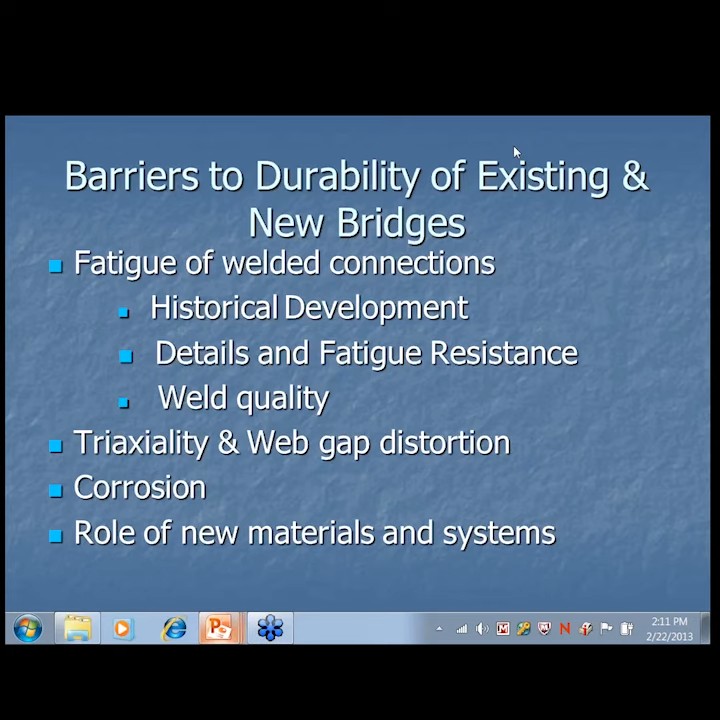 Barriers to Durability of Existing &
New Bridges
Fatigue of welded connections
Historical Development
Details and Fatigue Resistance
Weld quality
Triaxiality & Web gap distortion
Corrosion
Role of new materials and systems
2:11 PM
2/22/2013